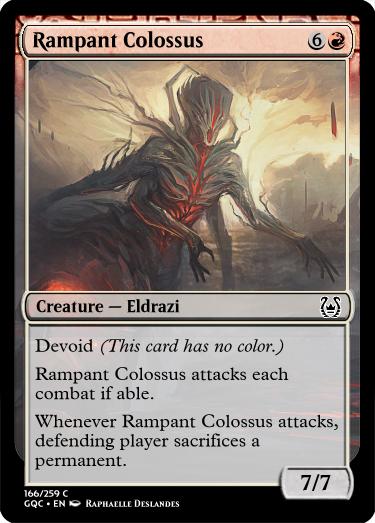 Rampant Colossus 6
Creature — Eldrazi
Devoid (This card has no color.)
Rampant Colossus attacks each
combat if able.
Whenever Rampant Colossus attacks,
defending player sacrifices a
permanent.
7/7
166/259 C
GQC • EN Raphaelle Deslandes